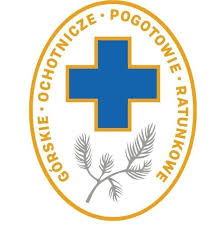 GÓRSKIE · OCHOTNICZE · POGOTOWIE · RATUNKOWE